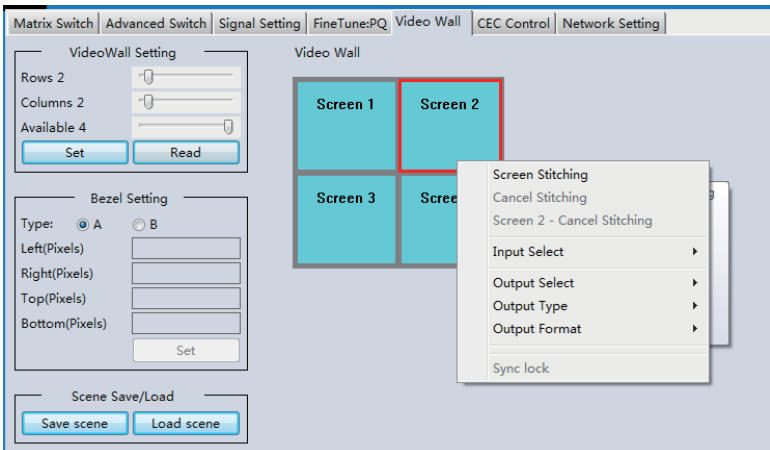 Matrix Switch Advanced Switch Signal Setting FineTune:PQ Video Wall CEC Control Network Setting
VideoWall Setting
Rows 2
Columns 2
Available 4
Set Read
Bezel Setting
Type: A B
Left(Pixels)
Right(Pixels)
Top(Pixels)
Bottom(Pixels)
Set
Scene Save/Load
Save scene Load scene
Video Wall
Screen 1 Screen 2
Screen 3 Scree
Screen Stitching
Cancel Stitching
Screen 2 - Cancel Stitching
Input Select
Output Select
Output Type
Output Format
Sync lock